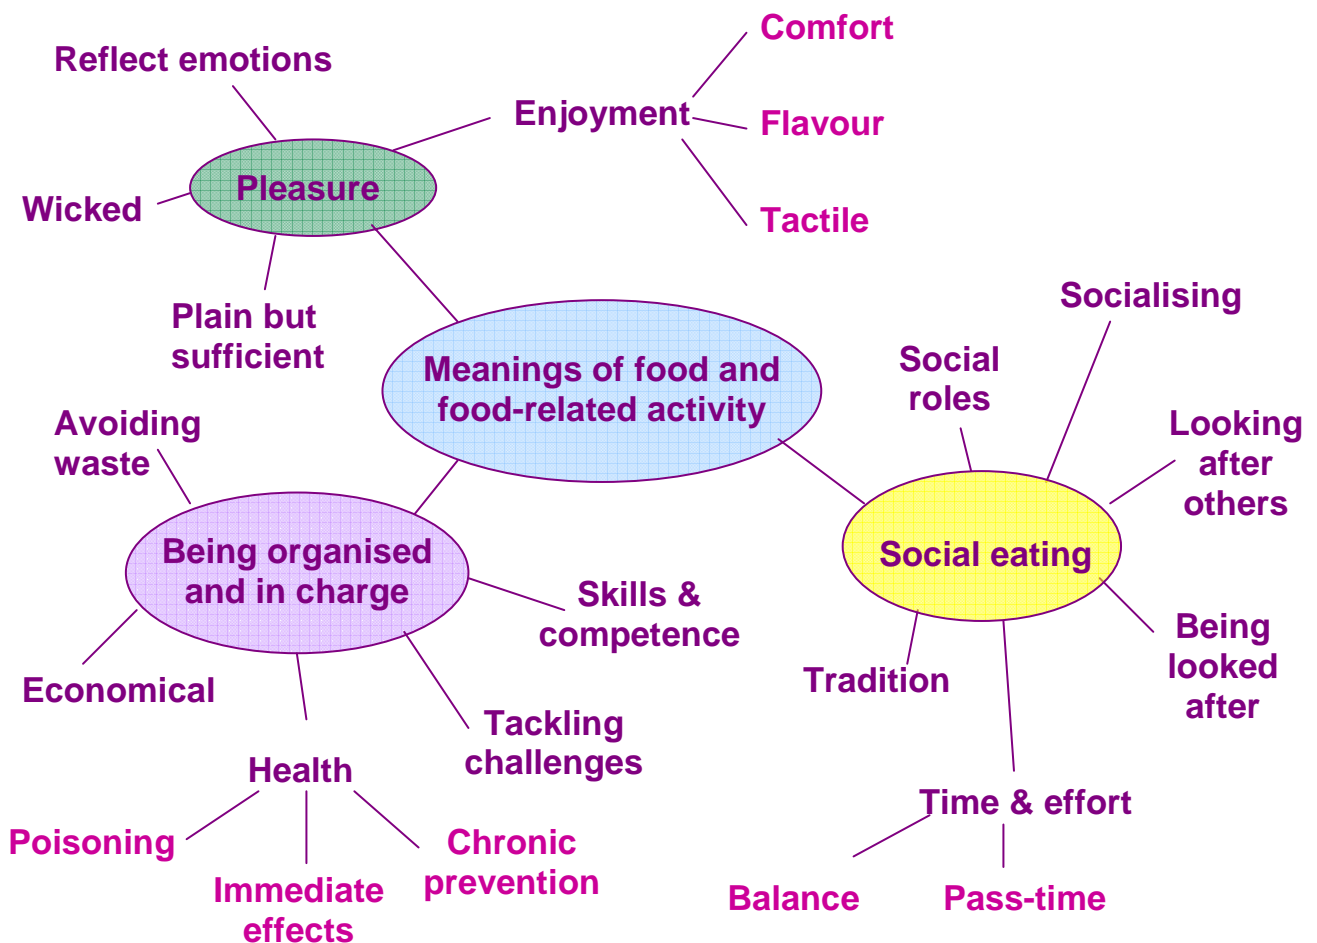 Comfort
Reflect emotions
Enjoyment
Flavour
Pleasure
Wicked
Tactile
Plain but
sufficient
Meanings of food and
food-related activity
Socialising
Social
roles
Looking
after
others
Avoiding
waste
Being organised
and in charge
Social eating
Skills &
competence
Being
looked
after
Tradition
Economical
Tackling
challenges
Health
Time & effort
Poisoning
Immediate
effects
Chronic
prevention
Balance
Pass-time